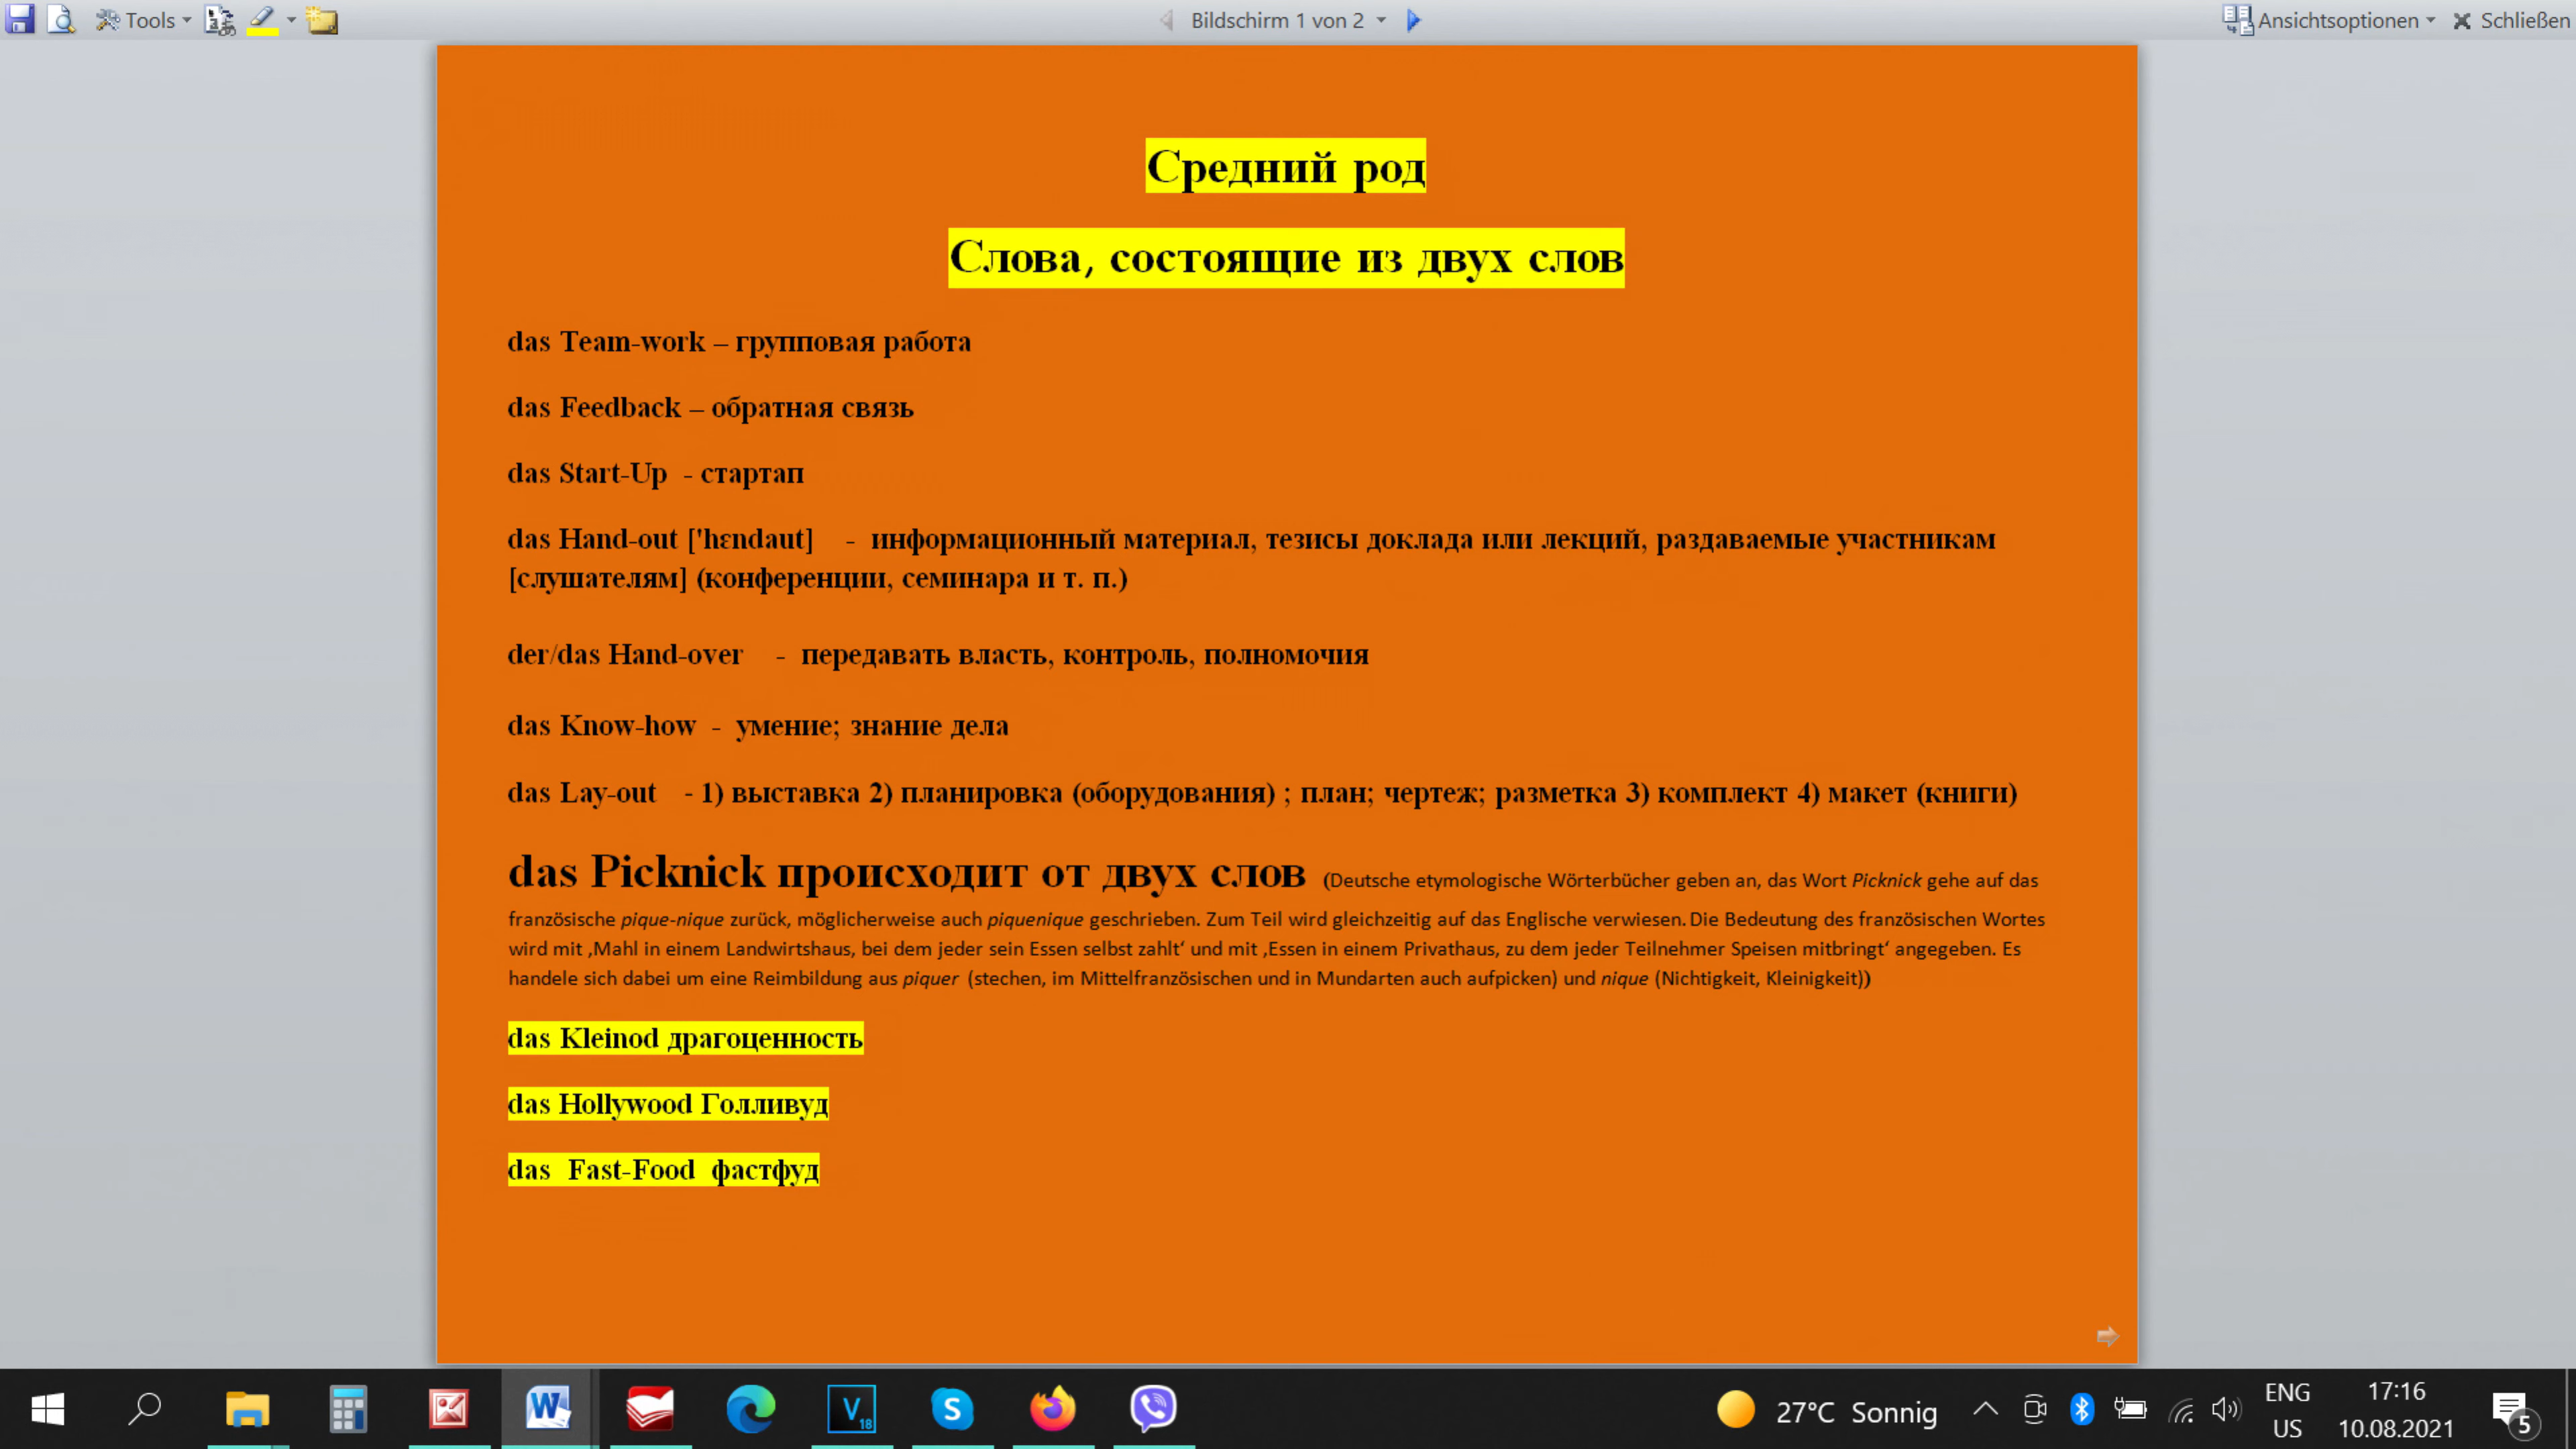 Tools
Bildschirm 1 von 2
Ansichtsoptionen
Schließen
Средний род
Слова, состоящие из двух слов
das Team-work – групповая работа
das Feedback – обратная связь
das Start-Up - стартап
das Hand-out ['hɛndaut] - информационный материал, тезисы доклада или лекций, раздаваемые участникам
[слушателям] (конференции, семинара и т. п.)
der/das Hand-over - передавать власть, контроль, полномочия
das Know-how - умение; знание дела
das Lay-out - 1) выставка 2) планировка (оборудования) ; план; чертеж; разметка 3) комплект 4) макет (книги)
das Picknick происходит от двух слов (Deutsche etymologische Wörterbücher geben an, das Wort Picknick gehe auf das
französische pique-nique zurück, möglicherweise auch piquenique geschrieben. Zum Teil wird gleichzeitig auf das Englische verwiesen. Die Bedeutung des französischen Wortes
wird mit ‚Mahl in einem Landwirtshaus, bei dem jeder sein Essen selbst zahlt‘ und mit ‚Essen in einem Privathaus, zu dem jeder Teilnehmer Speisen mitbringt‘ angegeben. Es
handele sich dabei um eine Reimbildung aus piquer (stechen, im Mittelfranzösischen und in Mundarten auch aufpicken) und nique (Nichtigkeit, Kleinigkeit))
das Kleinod драгоценность
das Hollywood Голливуд
das Fast-Food фастфуд
W
V 18
S
27°C Sonnig
ENG
US
17:16
10.08.2021
5